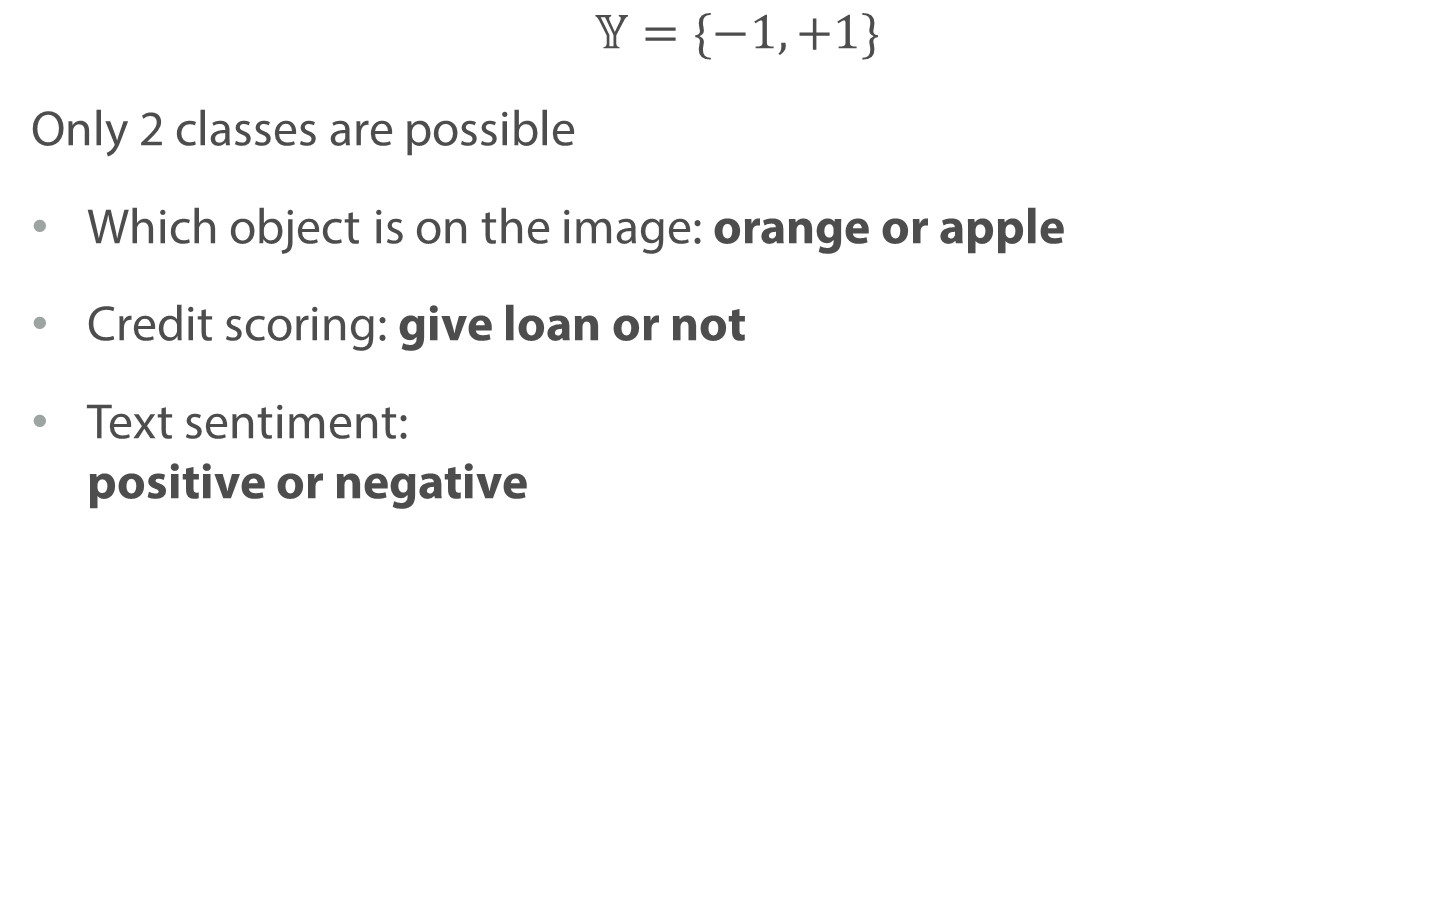 𝕐 = {−1, +1}
Only 2 classes are possible
• Which object is on the image: orange or apple
• Credit scoring: give loan or not
• Text sentiment:
positive or negative